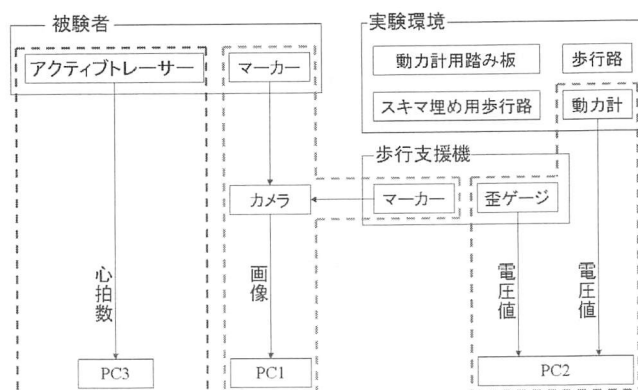 被験者
実験環境
アクティブトレーサー
マーカー
動力計用踏み板
歩行路
スキマ埋め用歩行路
動力計
歩行支援機
カメラ
マーカー
歪ゲージ
心拍数
画像
電圧値
電圧値
PC3
PC1
PC2